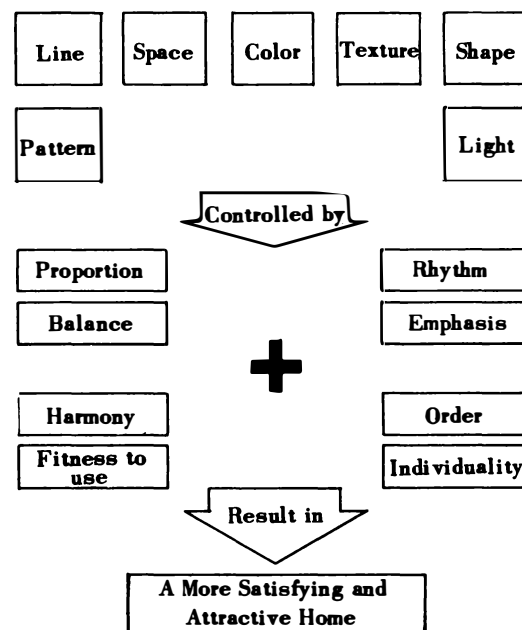 Line Space Color Texture Shape
Pattern Light
Controlled by
Proportion Rhythm
Balance Emphasis
Harmony Order
Fitness to Individuality
use
Result in
A More Satisfying and
Attractive Home